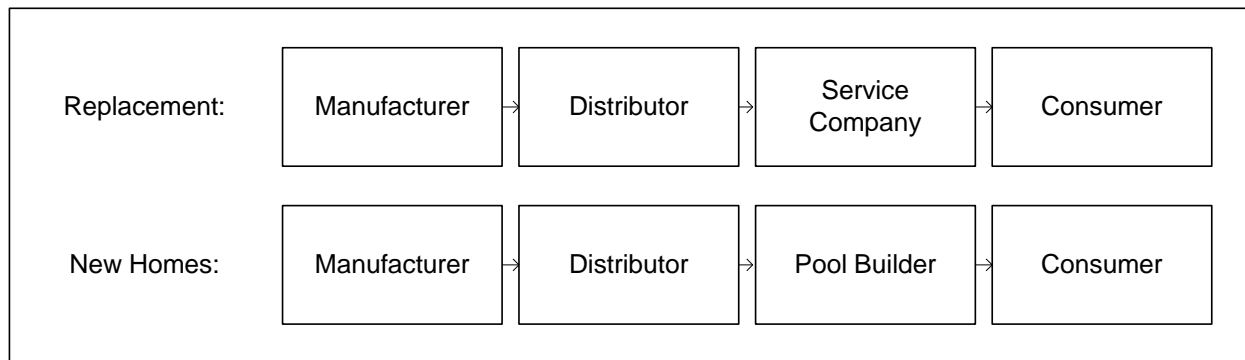 Replacement:
Manufacturer
Distributor
Service
Company
Consumer
New Homes:
Manufacturer
Distributor
Pool Builder
Consumer